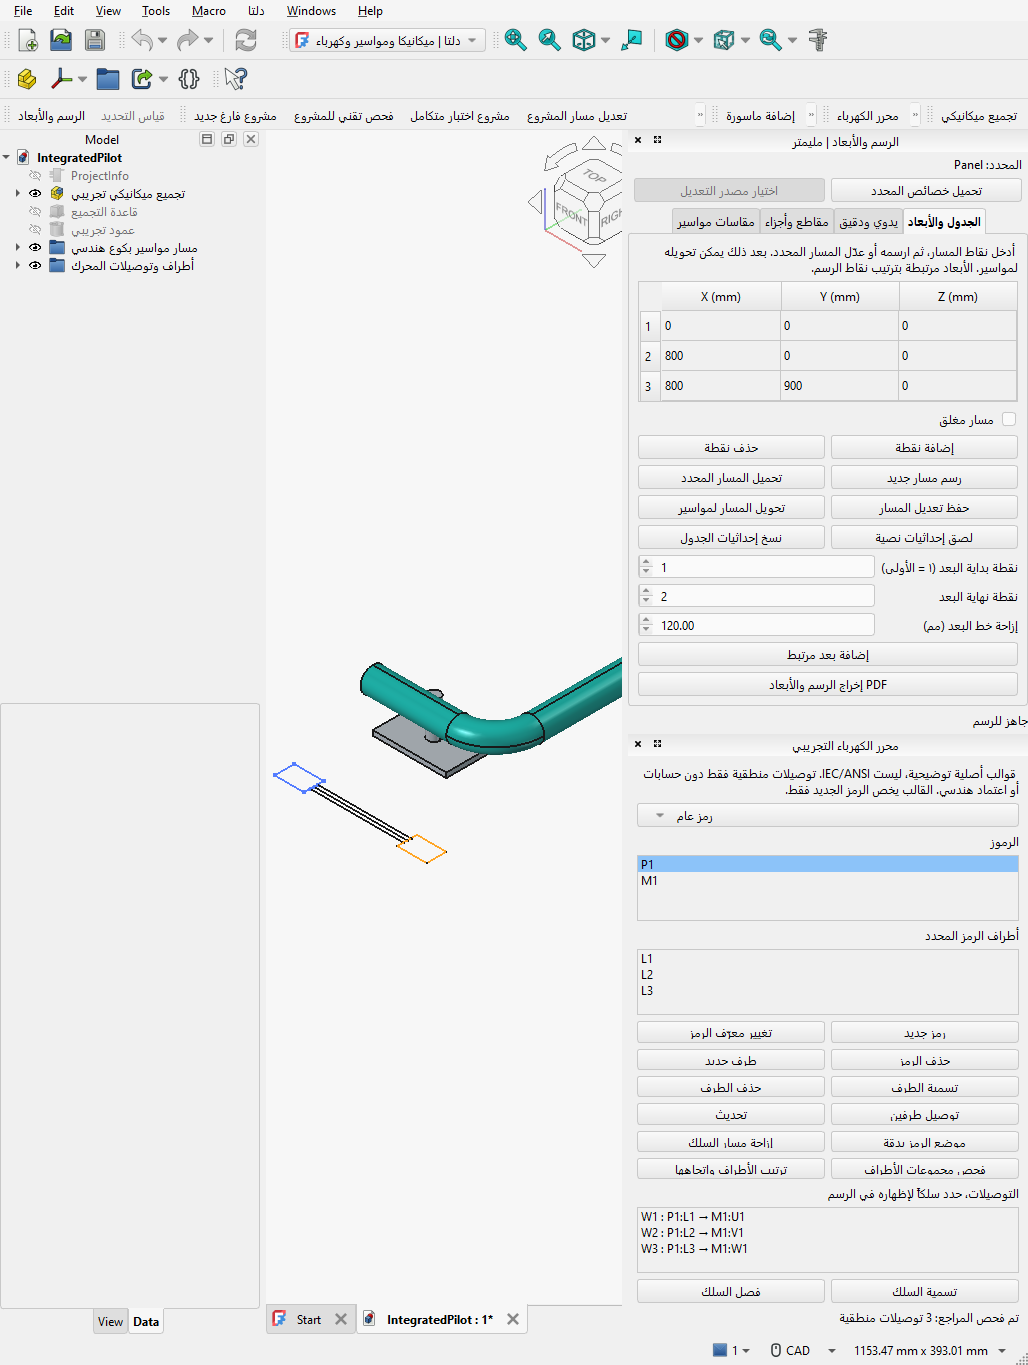 File Edit View Tools Macro دلتا Windows Help
دلتا | ميكانيكا ومواسير وكهرباء
الرسم والأبعاد قياس التحديد مشروع فارغ جديد فحص تقني للمشروع مشروع اختبار متكامل تعديل مسار المشروع » إضافة ماسورة » محرر الكهرباء » تجميع ميكانيكي
Model
IntegratedPilot
ProjectInfo
تجميع ميكانيكي تجريبي
قاعدة التجميع
عمود تجريبي
مسار مواسير بكوع هندسي
أطراف وتوصيلات المحرك
View
Data
TOP
FRONT
RIGH
Start
IntegratedPilot : 1*
الرسم والأبعاد | مليمتر
المحدد: Panel
تحميل خصائص المحدد
اختيار مصدر التعديل
الجدول والأبعاد
يدوي ودقيق
مقاطع وأجزاء
مقاسات مواسير
أدخل نقاط المسار، ثم ارسمه أو عدّل المسار المحدد. بعد ذلك يمكن تحويله
لمواسير. الأبعاد مرتبطة بترتيب نقاط الرسم.
X (mm) Y (mm) Z (mm)
1 0 0 0
2 800 0 0
3 800 900 0
مسار مغلق
إضافة نقطة
حذف نقطة
رسم مسار جديد
تحميل المسار المحدد
حفظ تعديل المسار
تحويل المسار لمواسير
لصق إحداثيات نصية
نسخ إحداثيات الجدول
نقطة بداية البعد (١ = الأولى) 1
نقطة نهاية البعد 2
إزاحة خط البعد (مم) 120.00
إضافة بعد مرتبط
إخراج الرسم والأبعاد PDF
جاهز للرسم
محرر الكهرباء التجريبي
قوالب أصلية توضيحية، ليست IEC/ANSI. توصيلات منطقية فقط دون حسابات
أو اعتماد هندسي. القالب يخص الرمز الجديد فقط.
رمز عام
الرموز
P1
M1
أطراف الرمز المحدد
L1
L2
L3
رمز جديد
تغيير معرّف الرمز
حذف الرمز
طرف جديد
تسمية الطرف
حذف الطرف
توصيل طرفين
تحديث
موضع الرمز بدقة
إزاحة مسار السلك
فحص مجموعات الأطراف
ترتيب الأطراف واتجاهها
التوصيلات، حدد سلكاً لإظهاره في الرسم
W1 : P1:L1 → M1:U1
W2 : P1:L2 → M1:V1
W3 : P1:L3 → M1:W1
تسمية السلك
فصل السلك
تم فحص المراجع: 3 توصيلات منطقية
1 CAD 1153.47 mm x 393.01 mm